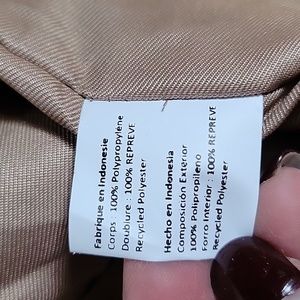 Fabrique en Indonesie
Corps : 100% Polypropylene
Doublure : 100% REPREVE
Recycled Polyester
Hecho en Indonesia
Composición Exterior
100% Polipropileno
Forro Interior : 100% REPREVE
Recycled Polyester